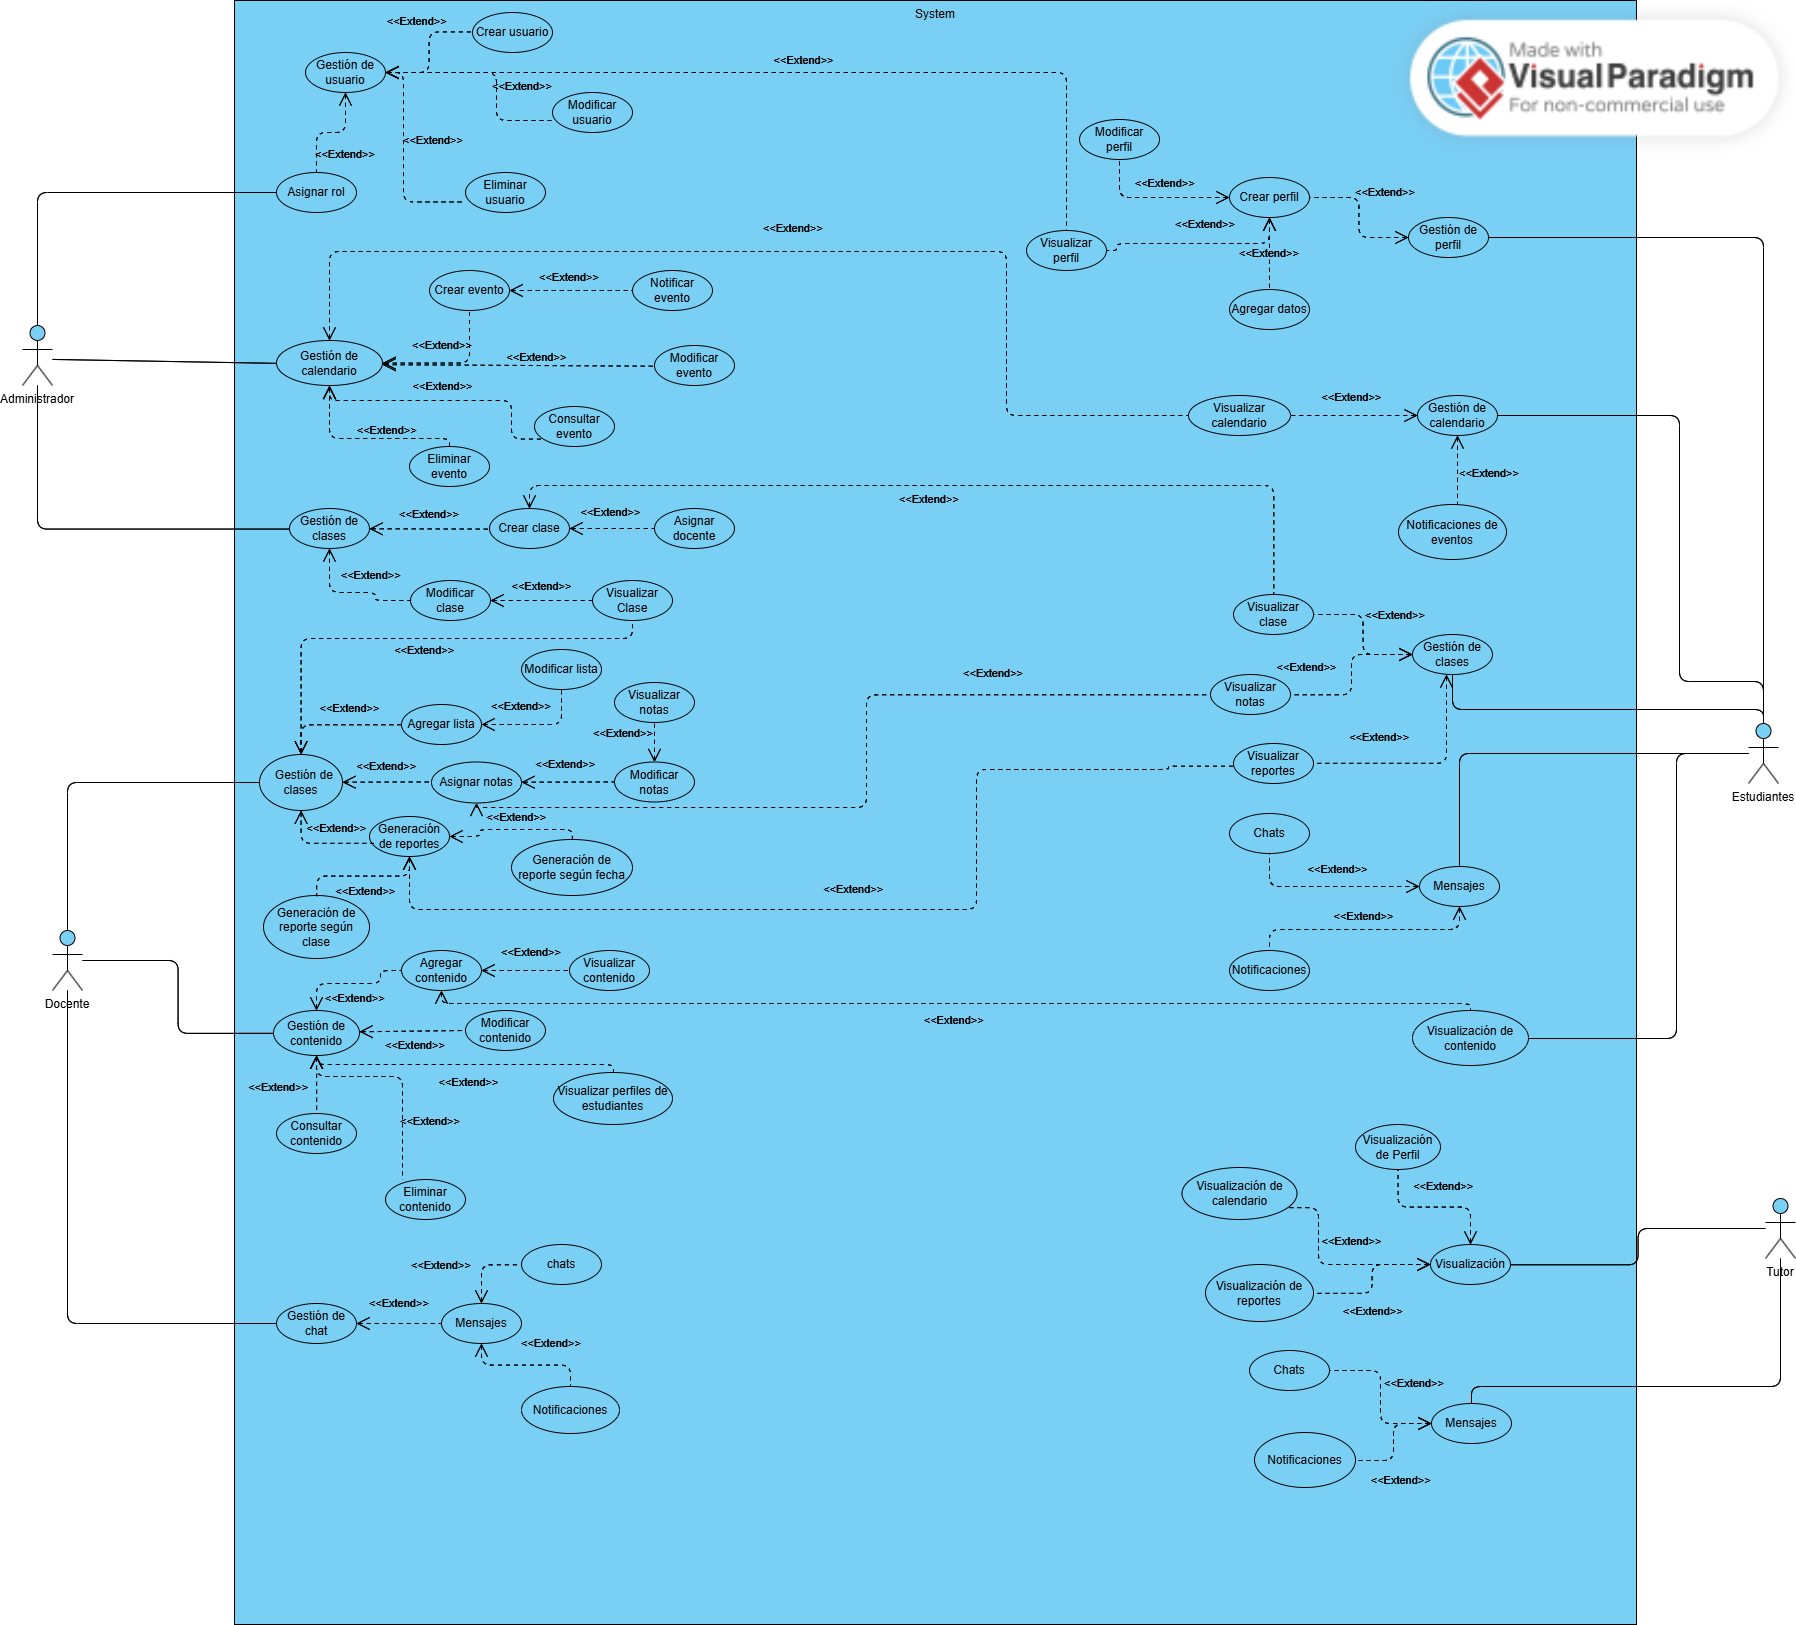 System
Made with
Visual Paradigm
For non-commercial use
<<Extend>>
Crear usuario
Gestión de
usuario
<<Extend>>
<<Extend>>
Modificar
usuario
<<Extend>>
<<Extend>>
Asignar rol
Eliminar
usuario
Modificar
perfil
<<Extend>>
Crear perfil
<<Extend>>
<<Extend>>
Gestión de
perfil
Visualizar
perfil
<<Extend>>
Agregar datos
<<Extend>>
Crear evento
<<Extend>>
Notificar
evento
Administrador
Gestión de
calendario
<<Extend>>
<<Extend>>
Modificar
evento
<<Extend>>
Consultar
evento
<<Extend>>
Eliminar
evento
Visualizar
calendario
<<Extend>>
Gestión de
calendario
<<Extend>>
Notificaciones de
eventos
Gestión de
clases
<<Extend>>
Crear clase
<<Extend>>
Asignar
docente
<<Extend>>
<<Extend>>
Modificar
clase
<<Extend>>
Visualizar
Clase
<<Extend>>
Visualizar
clase
<<Extend>>
Gestión de
clases
<<Extend>>
Visualizar
notas
<<Extend>>
Visualizar
reportes
<<Extend>>
Estudiantes
Modificar lista
<<Extend>>
Agregar lista
<<Extend>>
Visualizar
notas
<<Extend>>
Gestión de
clases
<<Extend>>
Asignar notas
<<Extend>>
Modificar
notas
<<Extend>>
<<Extend>>
Generación
de reportes
<<Extend>>
Generación de
reporte según fecha
<<Extend>>
Generación de
reporte según
clase
<<Extend>>
Chats
<<Extend>>
Mensajes
<<Extend>>
Notificaciones
Docente
Agregar
contenido
<<Extend>>
Visualizar
contenido
<<Extend>>
Gestión de
contenido
<<Extend>>
Modificar
contenido
<<Extend>>
Visualización de
contenido
<<Extend>>
<<Extend>>
Visualizar perfiles de
estudiantes
Consultar
contenido
<<Extend>>
Eliminar
contenido
Visualización
de Perfil
<<Extend>>
Visualización de
calendario
<<Extend>>
Visualización
Visualización de
reportes
<<Extend>>
Tutor
<<Extend>>
chats
Gestión de
chat
<<Extend>>
Mensajes
<<Extend>>
Notificaciones
Chats
<<Extend>>
Mensajes
Notificaciones
<<Extend>>